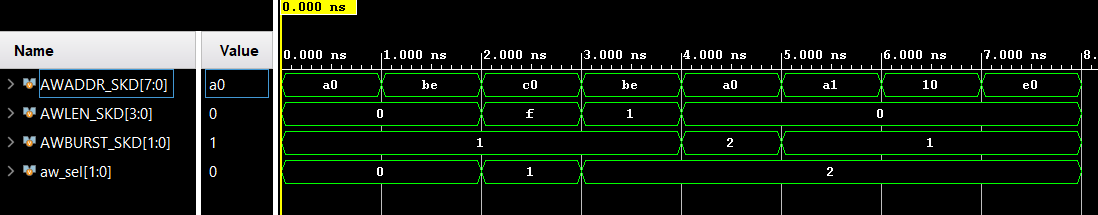 0.000 ns
Name Value 0.000 ns 1.000 ns 2.000 ns 3.000 ns 4.000 ns 5.000 ns 6.000 ns 7.000 ns 8.
AWADDR_SKD[7:0] a0 a0 be c0 be a0 a1 10 e0
AWLEN_SKD[3:0] 0 0 f 1 0
AWBURST_SKD[1:0] 1 1 2 1
aw_sel[1:0] 0 0 1 2